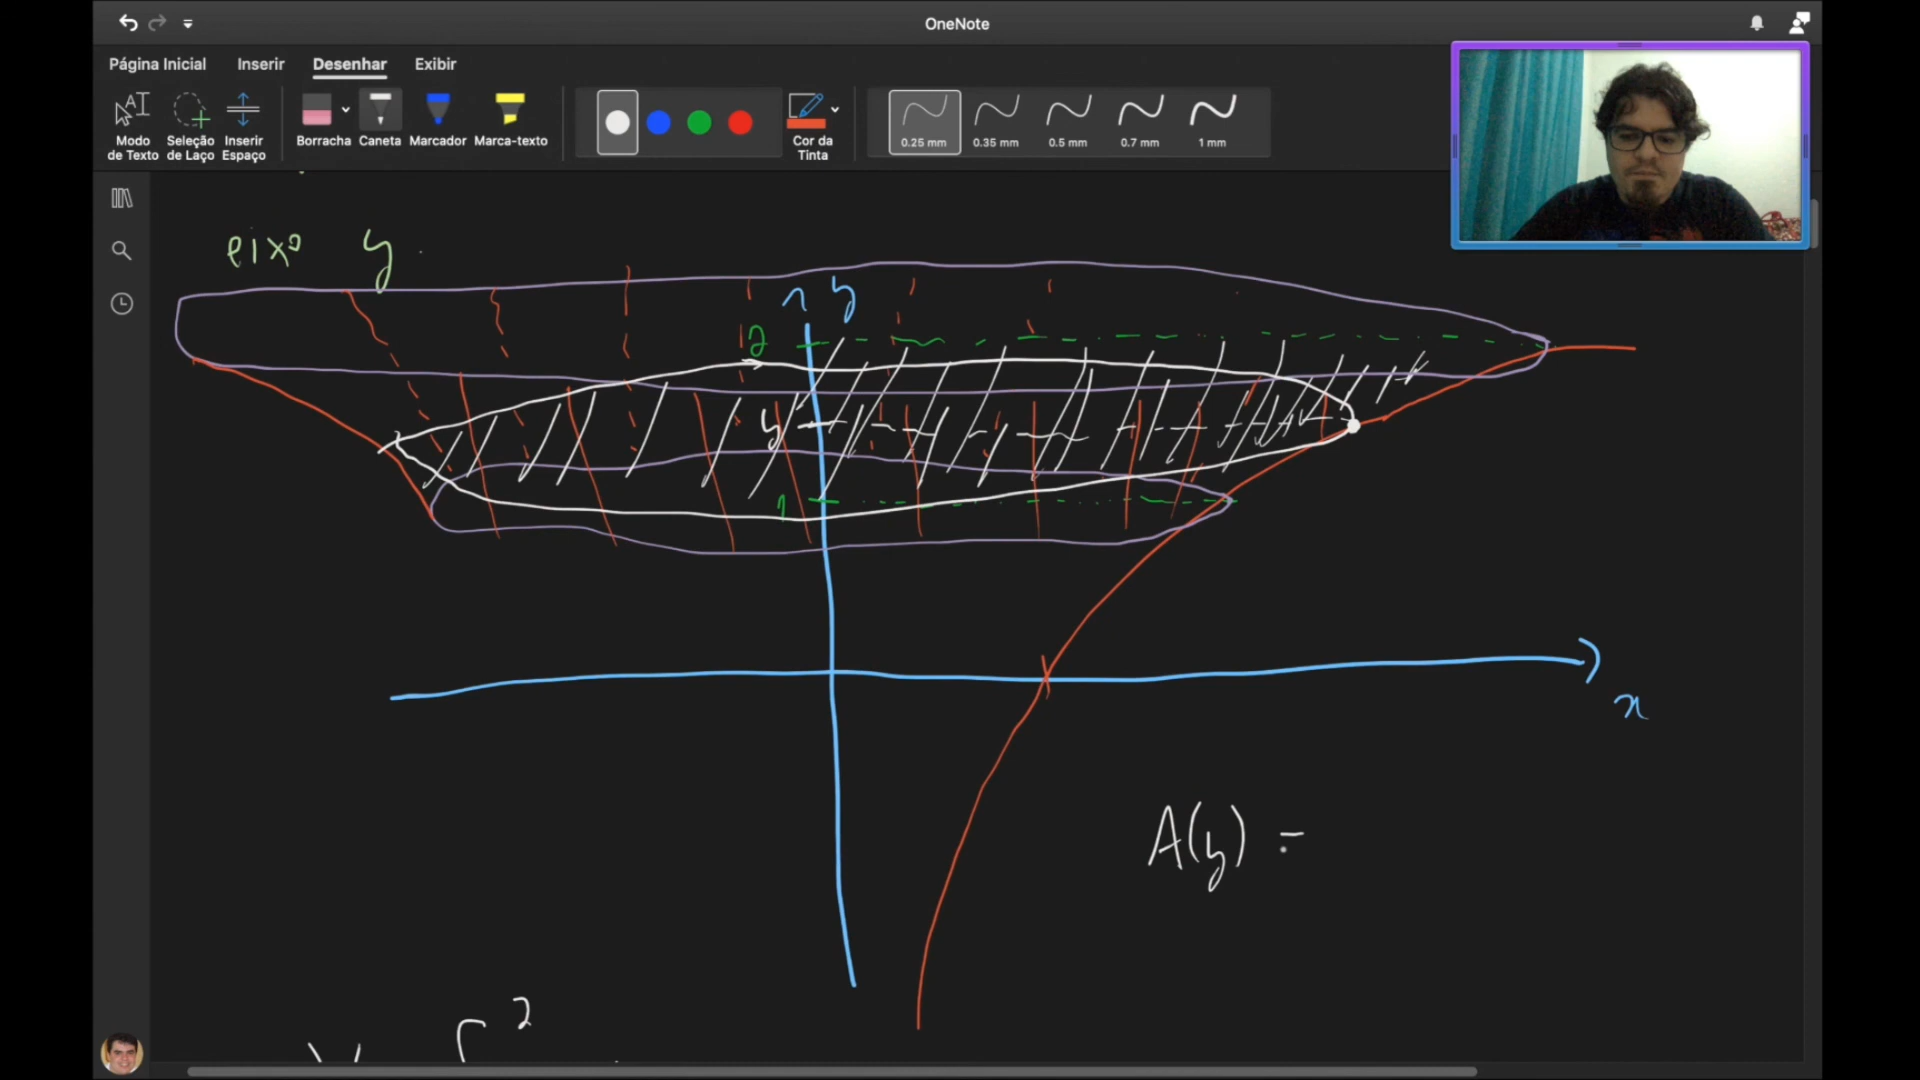 OneNote
Página Inicial Inserir Desenhar Exibir
Modo de Texto
Seleção de Laço
Inserir Espaço
Borracha
Caneta
Marcador
Marca-texto
Cor da Tinta
0.25 mm
0.35 mm
0.5 mm
0.7 mm
1 mm
eixo y
y
2
y
1
x
A(y) =
2